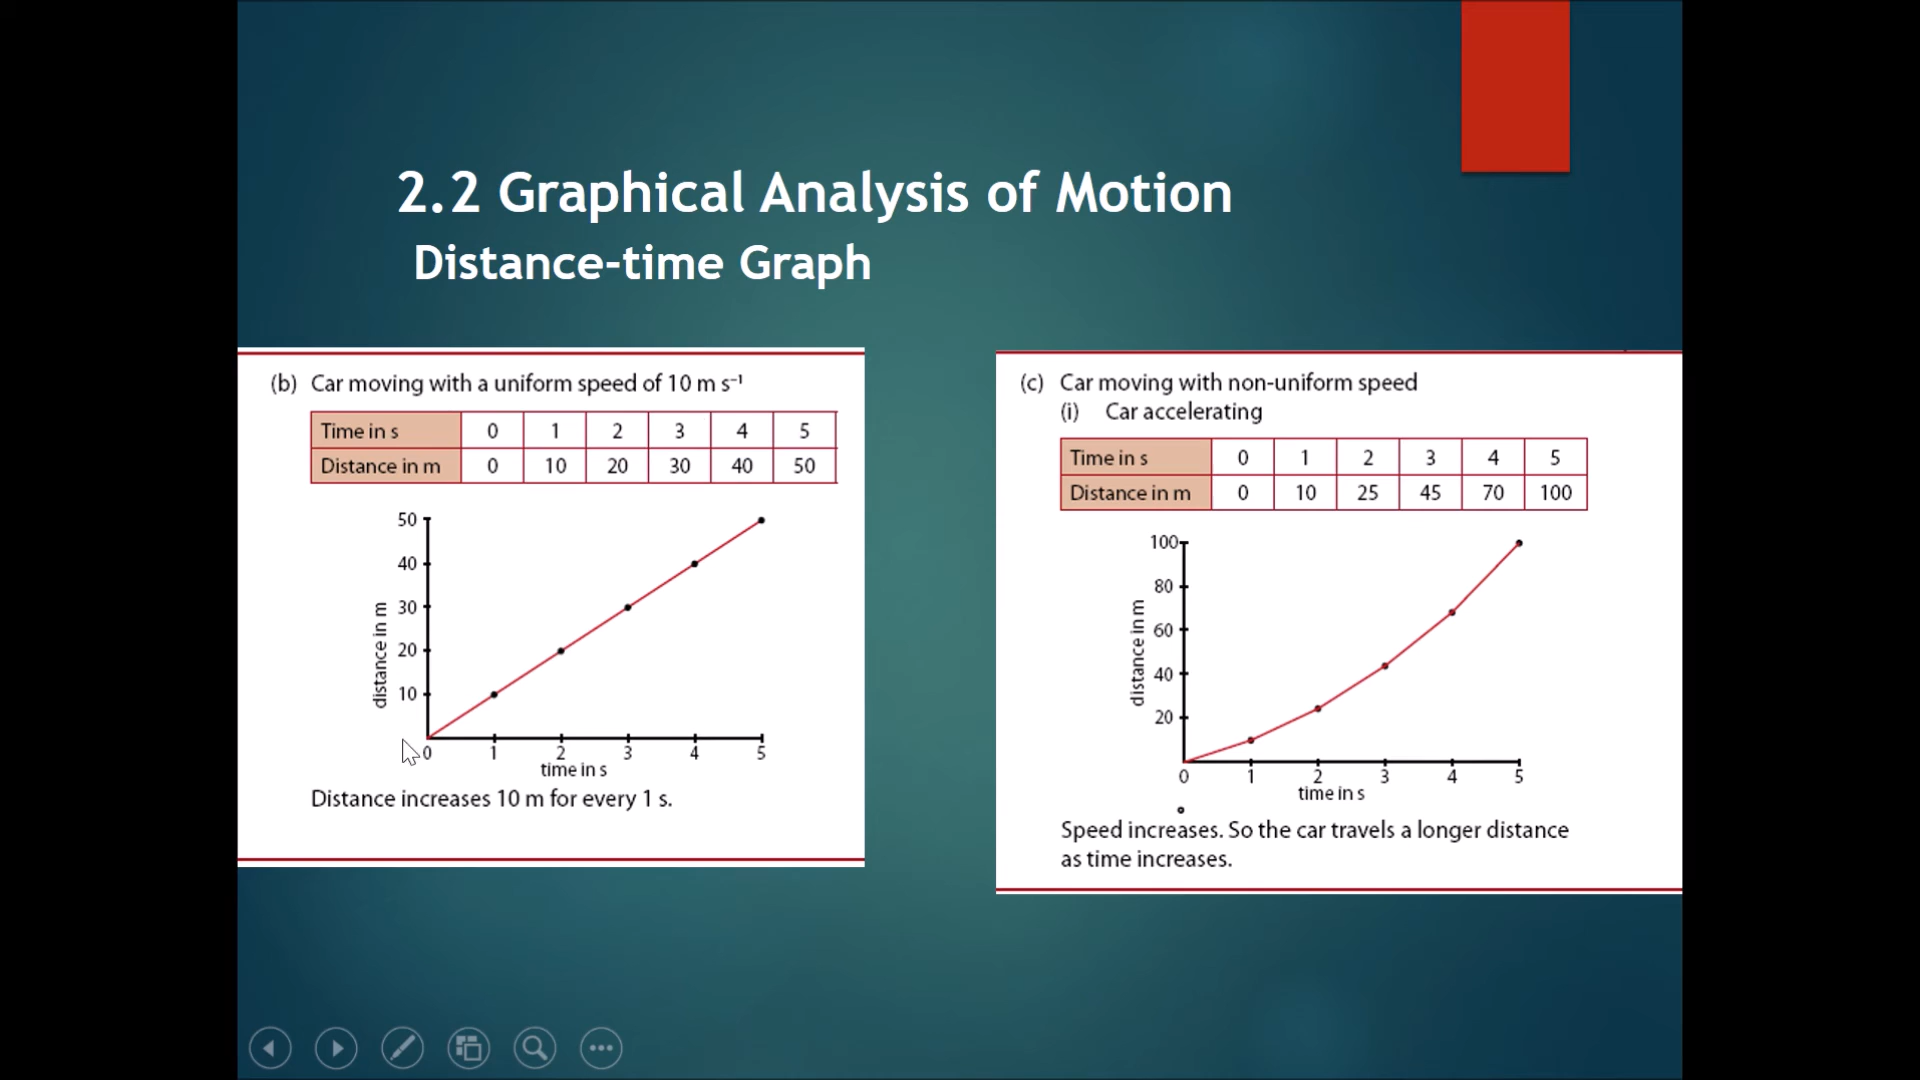 2.2 Graphical Analysis of Motion
Distance-time Graph
(b) Car moving with a uniform speed of 10 m s⁻¹
Time in s 0 1 2 3 4 5
Distance in m 0 10 20 30 40 50
50
40
30
20
10
distance in m
0 1 2 3 4 5
time in s
Distance increases 10 m for every 1 s.
(c) Car moving with non-uniform speed
(i) Car accelerating
Time in s 0 1 2 3 4 5
Distance in m 0 10 25 45 70 100
100
80
60
40
20
distance in m
0 1 2 3 4 5
time in s
Speed increases. So the car travels a longer distance
as time increases.